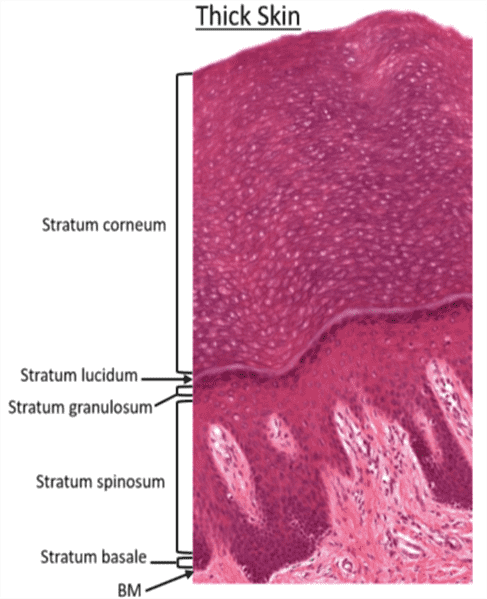 Thick Skin
Stratum corneum
Stratum lucidum
Stratum granulosum
Stratum spinosum
Stratum basale
BM